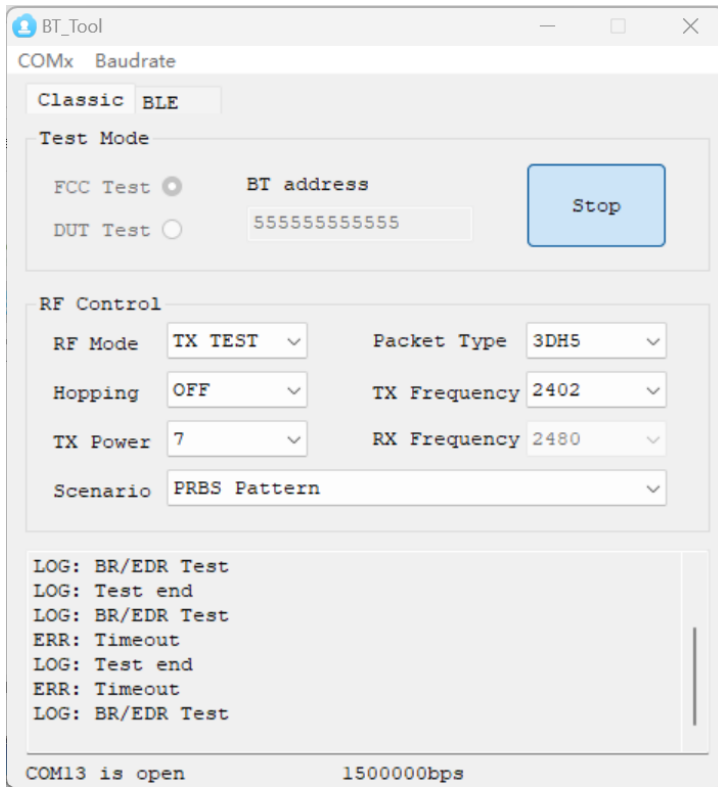 BT_Tool
COMx Baudrate
Classic BLE
Test Mode
FCC Test BT address
555555555555
DUT Test
Stop
RF Control
RF Mode TX TEST Packet Type 3DH5
Hopping OFF TX Frequency 2402
TX Power 7 RX Frequency 2480
Scenario PRBS Pattern
LOG: BR/EDR Test
LOG: Test end
LOG: BR/EDR Test
ERR: Timeout
LOG: Test end
ERR: Timeout
LOG: BR/EDR Test
COM13 is open 1500000bps